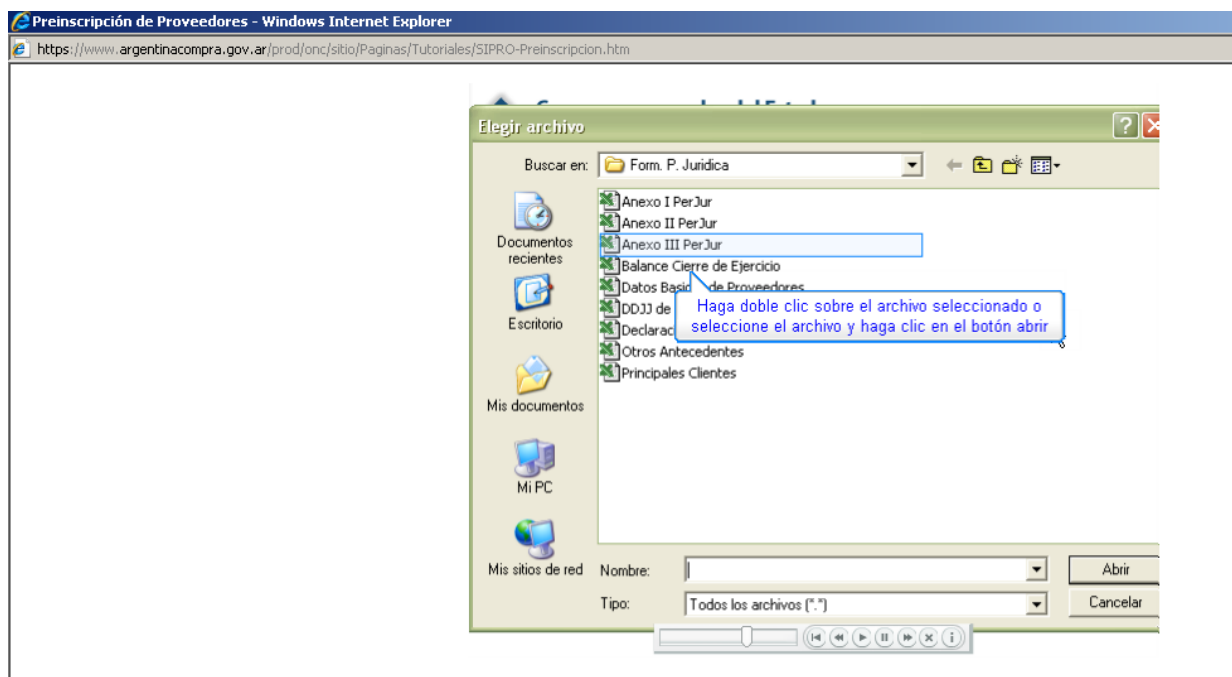 Preinscripción de Proveedores - Windows Internet Explorer
https://www.argentinacompra.gov.ar/prod/onc/sitio/Paginas/Tutoriales/SIPRO-Preinscripcion.htm
Elegir archivo
Buscar en:
Form. P. Juridica
Anexo I PerJur
Anexo II PerJur
Anexo III PerJur
Balance Cierre de Ejercicio
Datos Basi de Proveedores
DDJJ de
Declarac
Otros Antecedentes
Principales Clientes
Haga doble clic sobre el archivo seleccionado o
seleccione el archivo y haga clic en el botón abrir
Documentos
recientes
Escritorio
Mis documentos
Mi PC
Mis sitios de red
Nombre:
Abrir
Tipo:
Todos los archivos (*.*)
Cancelar